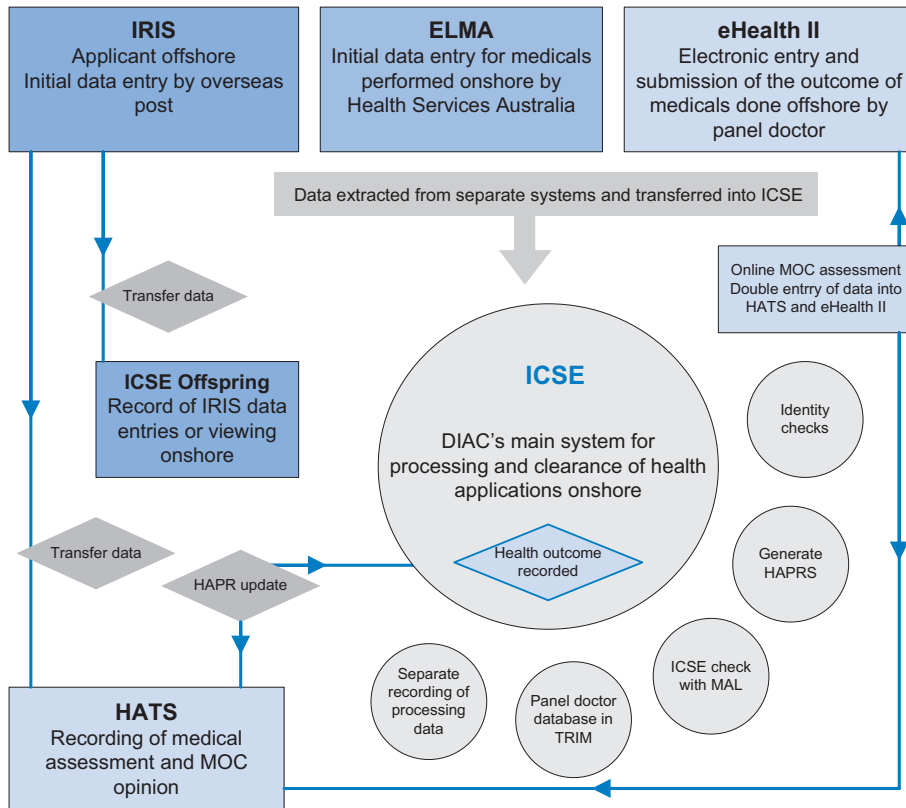 IRIS
Applicant offshore
Initial data entry by overseas
post
ELMA
Initial data entry for medicals
performed onshore by
Health Services Australia
eHealth II
Electronic entry and
submission of the outcome of
medicals done offshore by
panel doctor
Data extracted from separate systems and transferred into ICSE
Online MOC assessment
Double entrry of data into
HATS and eHealth II
Transfer data
ICSE Offspring
Record of IRIS data
entries or viewing
onshore
ICSE
DIAC's main system for
processing and clearance of health
applications onshore
Health outcome
recorded
Identity
checks
Transfer data
HAPR update
Generate
HAPRS
ICSE check
with MAL
Separate
recording of
processing
data
Panel doctor
database in
TRIM
HATS
Recording of medical
assessment and MOC
opinion